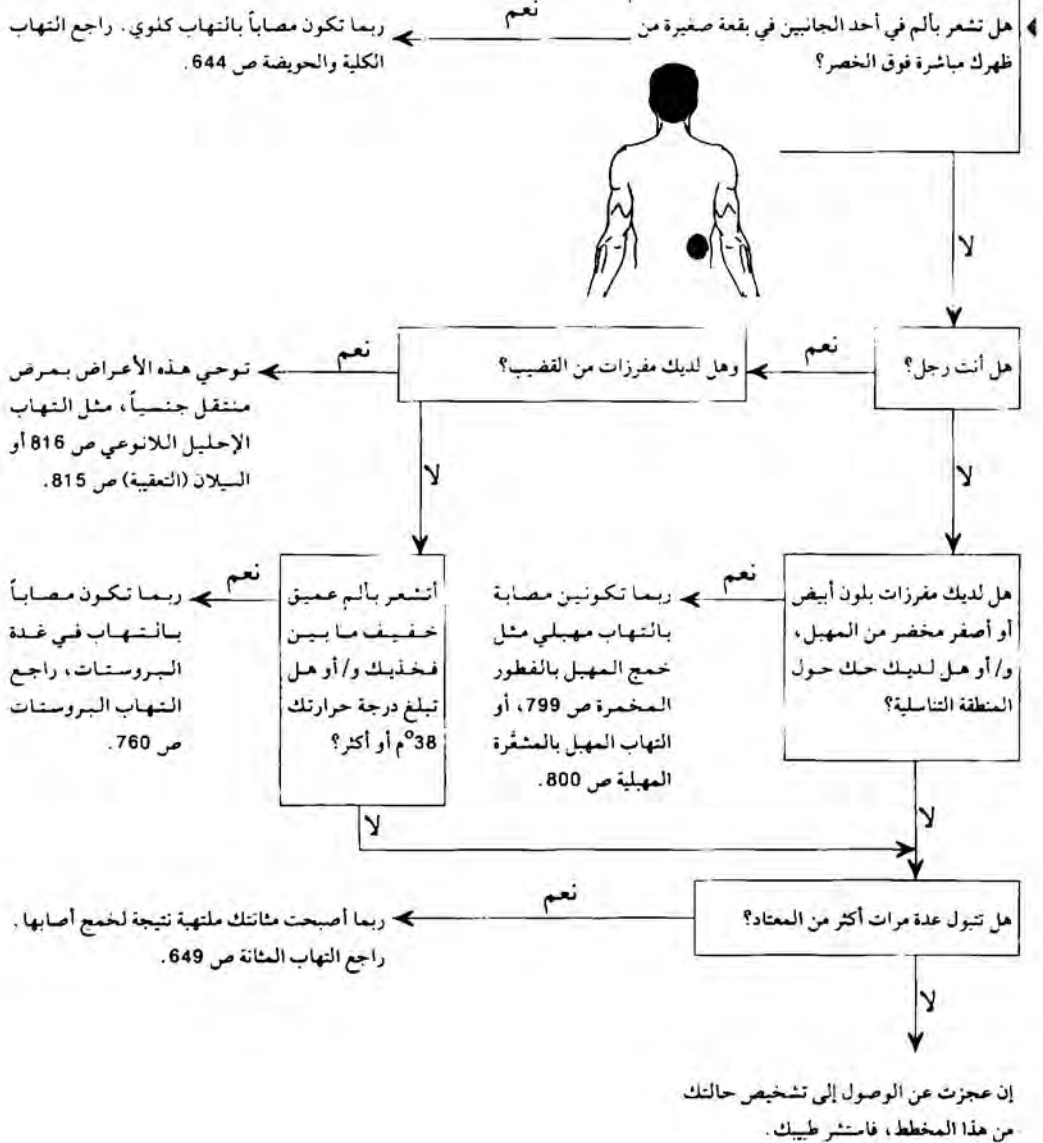 هل تشعر بألم في أحد الجانبين في بقعة صغيرة من
ظهرك مباشرة فوق الخصر؟
نعم
ربما تكون مصاباً بالتهاب كلوي. راجع التهاب
الكلية والحويضة ص 644.
لا
هل أنت رجل؟
نعم
وهل لديك مفرزات من القضيب؟
نعم
توحي هذه الأعراض بمرض
منتقل جنسياً، مثل التهاب
الإحليل اللانوعي ص 816 أو
السيلان (التعقيبة) ص 815.
لا
لا
هل لديك مفرزات بلون أبيض
أو أصفر مخضر من المهبل،
و/أو هل لديك حك حول
المنطقة التناسلية؟
نعم
ربما تكونين مصابة
بالتهاب مهبلي مثل
خمج المهبل بالفطور
المخمرة ص 799، أو
التهاب المهبل بالمشعَّرة
المهبلية ص 800.
أتشعر بألم عميق
خفيف ما بين
فخذيك و/أو هل
تبلغ درجة حرارتك
38°م أو أكثر؟
نعم
ربما تكون مصاباً
بالتهاب في غدة
البروستات، راجع
التهاب البروستات
ص 760.
لا
لا
هل تتبول عدة مرات أكثر من المعتاد؟
نعم
ربما أصبحت مثانتك ملتهبة نتيجة لخمج أصابها.
راجع التهاب المثانة ص 649.
لا
إن عجزت عن الوصول إلى تشخيص حالتك
من هذا المخطط، فاستشر طبيبك.